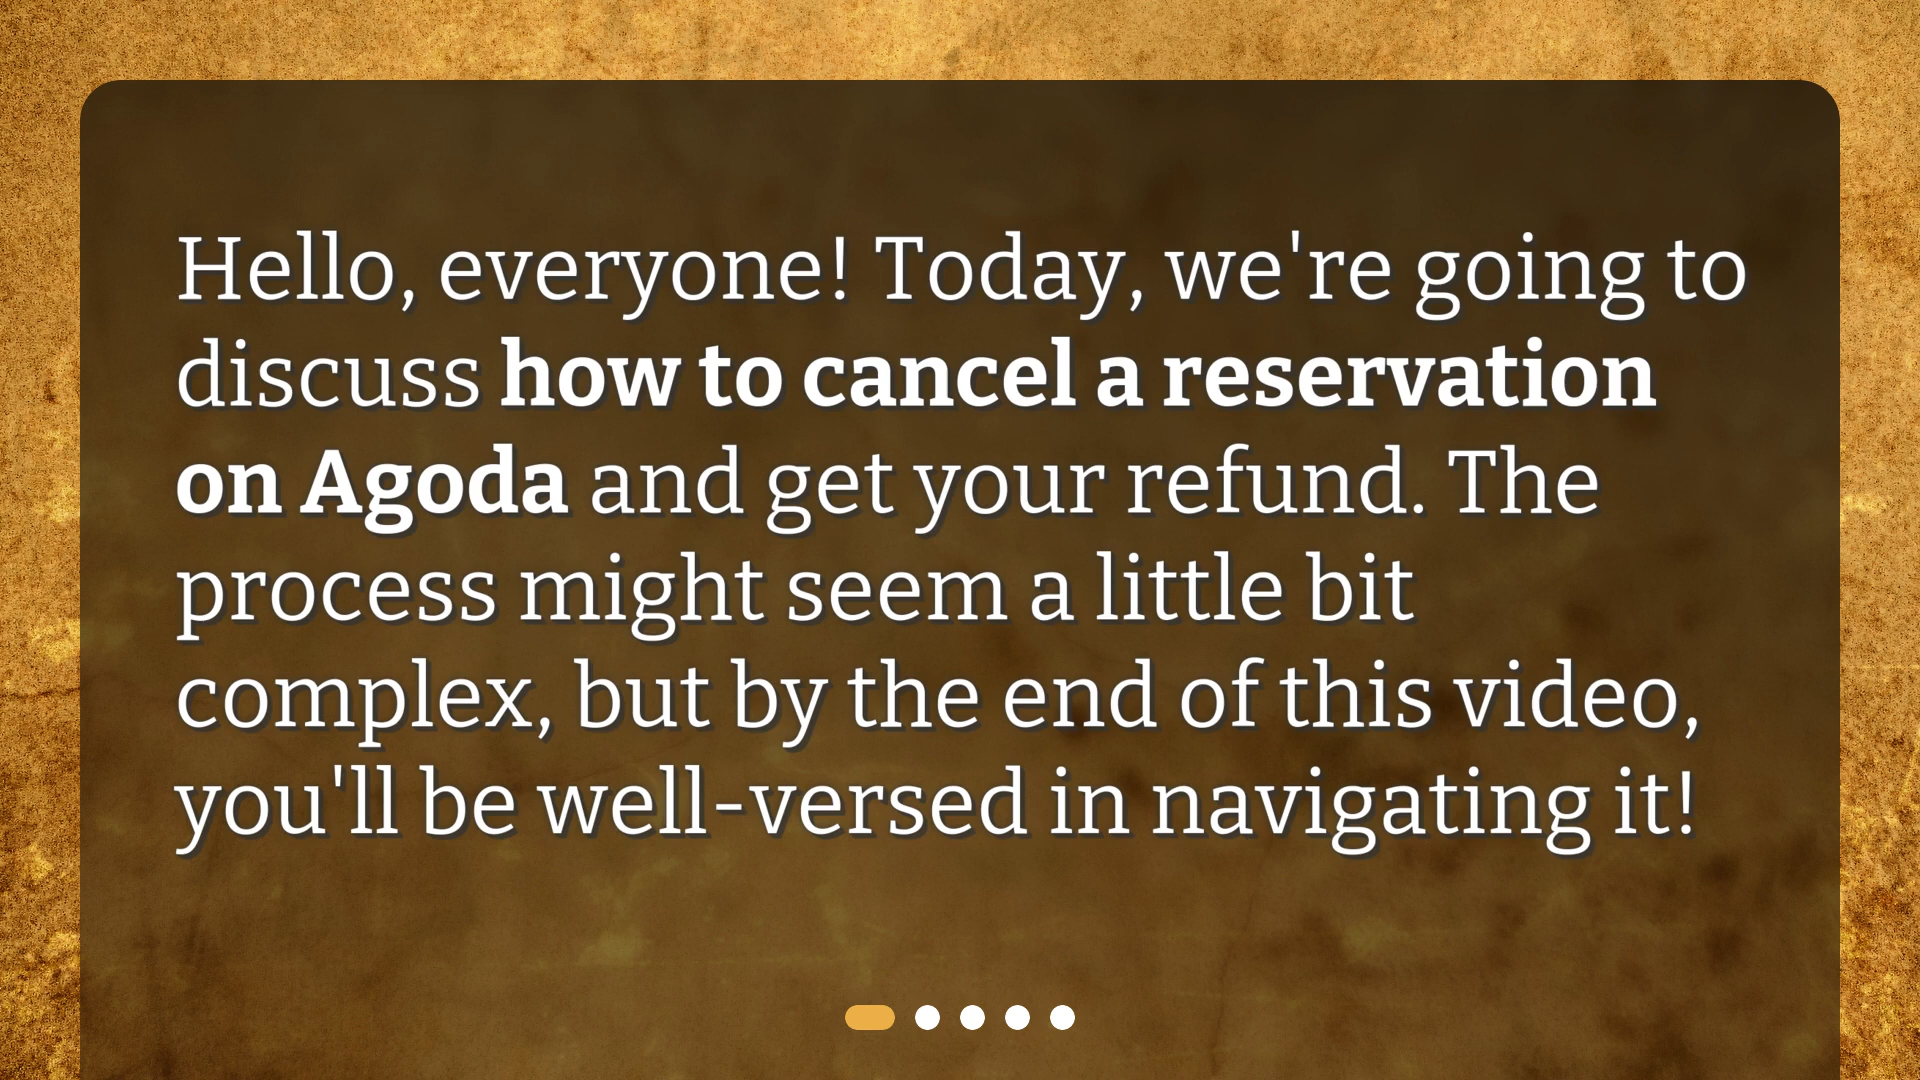 Hello, everyone! Today, we're going to
discuss how to cancel a reservation
on Agoda and get your refund. The
process might seem a little bit
complex, but by the end of this video,
you'll be well-versed in navigating it!